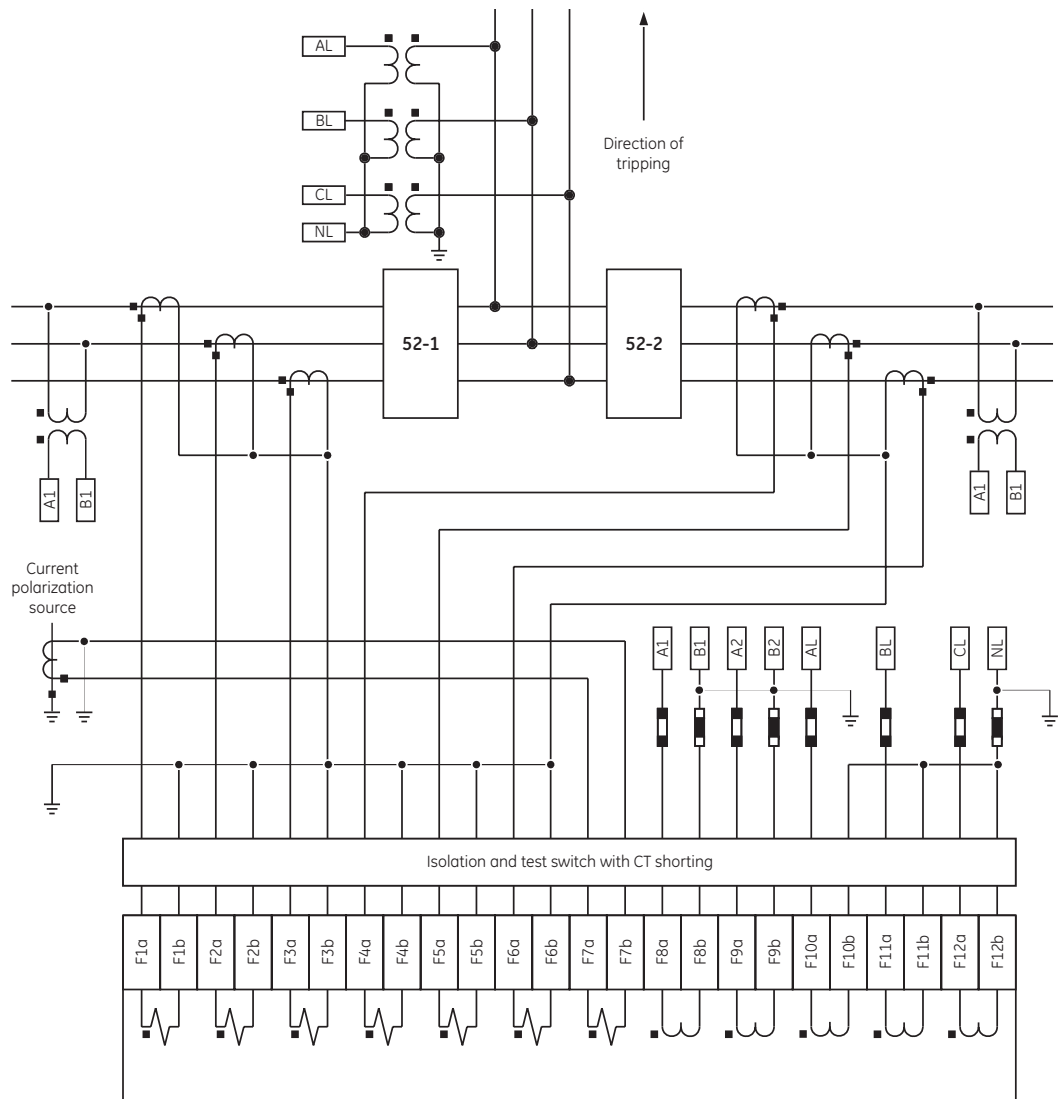 AL
BL
Direction of
tripping
CL
NL
52-1
52-2
A1
B1
A1
B1
Current
polarization
source
A1
B1
A2
B2
AL
BL
CL
NL
Isolation and test switch with CT shorting
F1a
F1b
F2a
F2b
F3a
F3b
F4a
F4b
F5a
F5b
F6a
F6b
F7a
F7b
F8a
F8b
F9a
F9b
F10a
F10b
F11a
F11b
F12a
F12b